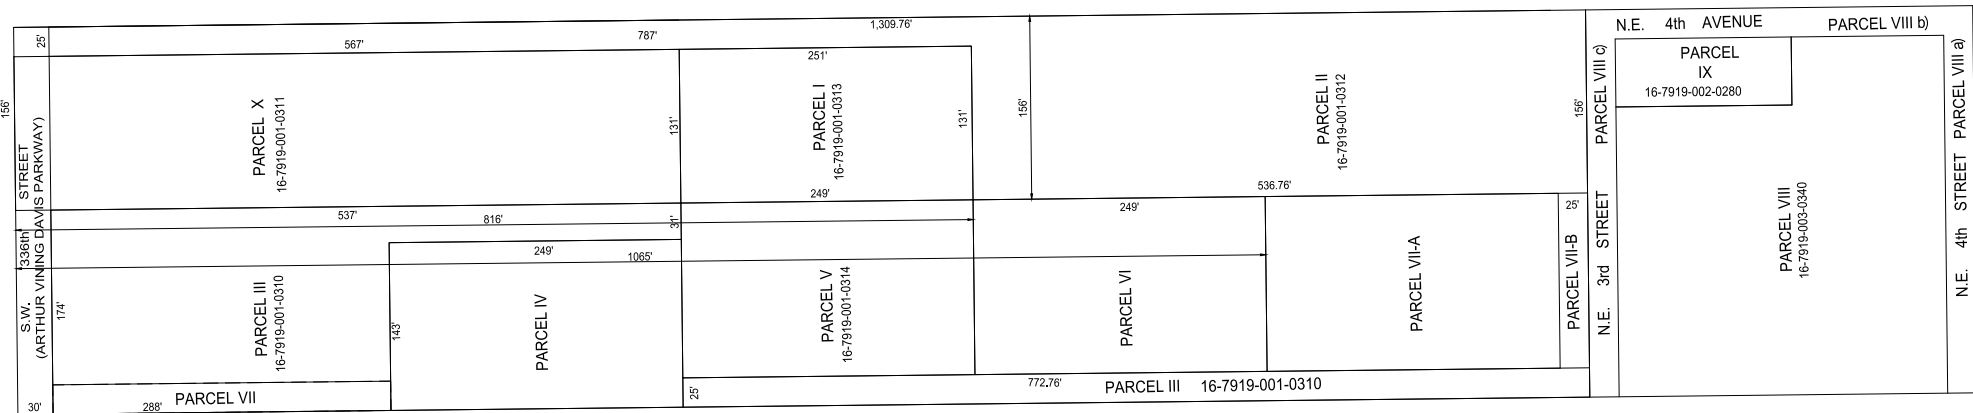 25'
567'
787'
1,309.76'
156'
S.W. 336th STREET
(ARTHUR VINING DAVIS PARKWAY)
PARCEL X
16-7919-001-0311
131'
251'
PARCEL I
16-7919-001-0313
131'
156'
PARCEL II
16-7919-001-0312
156'
537'
816'
31'
249'
249'
536.76'
249'
1065'
174'
PARCEL III
16-7919-001-0310
143'
PARCEL IV
PARCEL V
16-7919-001-0314
PARCEL VI
PARCEL VII-A
25'
PARCEL VII-B
30'
288'
PARCEL VII
25'
772.76'
PARCEL III 16-7919-001-0310
N.E. 3rd STREET PARCEL VIII c)
N.E. 4th AVENUE PARCEL VIII b)
PARCEL
IX
16-7919-002-0280
PARCEL VIII
16-7919-003-0340
N.E. 4th STREET PARCEL VIII a)